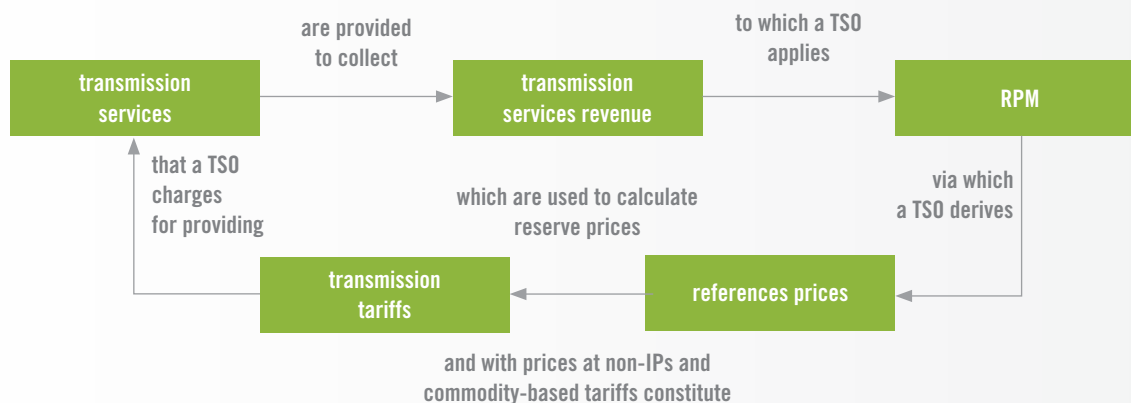 transmission
services
are provided
to collect
transmission
services revenue
to which a TSO
applies
RPM
via which
a TSO derives
references prices
which are used to calculate
reserve prices
and with prices at non-IPs and
commodity-based tariffs constitute
transmission
tariffs
that a TSO
charges
for providing